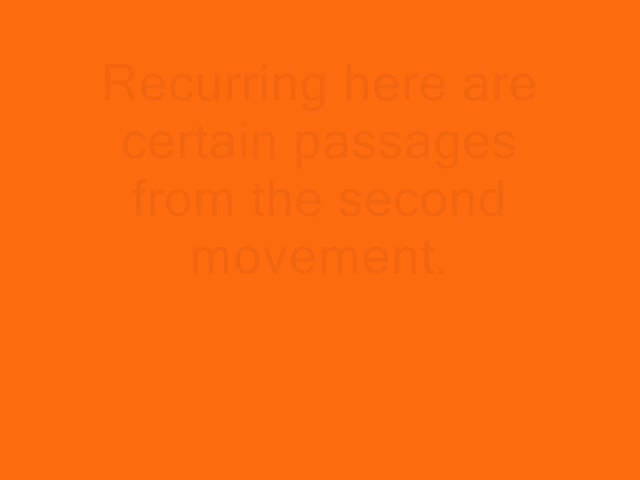 Recurring here are
certain passages
from the second
movement.